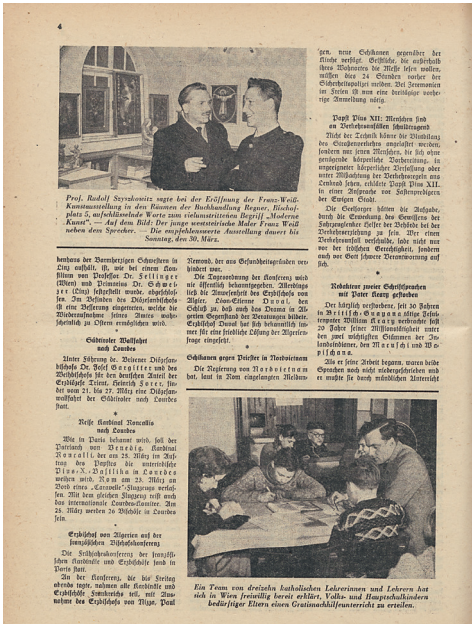 4
Prof. Rudolf Szyszkowitz sagte bei der Eröffnung der Franz-Weiß-
Kunstausstellung in den Räumen der Buchhandlung Regner, Bischof-
platz 5, aufschlußreiche Worte zum vielumstrittenen Begriff „Moderne
Kunst". — Auf dem Bild: Der junge weststeirische Maler Franz Weiß
neben dem Sprecher. — Die empfehlenswerte Ausstellung dauert bis
Sonntag, den 30. März.
denhaus der Barmherzigen Schwestern in
Linz aufhält, ist, wie bei einem Kon-
silium von Professor Dr. Fellinger
(Wien) und Primarius Dr. Schwei-
zer (Linz) festgestellt wurde, abgeschlos-
sen. Im Befinden des Diözesanbischofs
ist eine Besserung eingetreten, welche die
Wiederaufnahme seines Amtes wahr-
scheinlich zu Ostern ermöglichen wird.
*
Südtiroler Wallfahrt
nach Lourdes
Unter Führung des Brixener Diözesan-
bischofs Dr. Josef Gargitter und des
Weihbischofs für den deutschen Anteil der
Erzdiözese Trient, Heinrich Forer, fin-
det vom 21. bis 27. März eine Diözesan-
wallfahrt der Südtiroler nach Lourdes
statt.
*
Reise Kardinal Roncallis
nach Lourdes
Wie in Paris bekannt wird, soll der
Patriarch von Venedig, Kardinal
Roncalli, der am 25. März im Auf-
trag des Papstes die unterirdische
Pius-X.-Basilika in Lourdes
weihen wird, Rom am 23. März an
Bord eines „Caravelle"-Flugzeugs verlas-
sen. Mit dem gleichen Flugzeug reist auch
das internationale Lourdes-Komitee. Am
25. März werden 26 Bischöfe in Lourdes
sein.
*
Erzbischof von Algerien auf der
französischen Bischofskonferenz
Die Frühjahrskonferenz der französi-
schen Kardinäle und Erzbischöfe fand in
Paris statt.
An der Konferenz, die bis Freitag
abends tagte, nahmen alle Kardinäle und
Erzbischöfe Frankreichs teil, mit Aus-
nahme des Erzbischofs von Nizza, Paul
Remond, der aus Gesundheitsgründen ver-
hindert war.
Die Tagesordnung der Konferenz wird
nie öffentlich bekanntgegeben. Allerdings
ließ die Anwesenheit des Erzbischofs von
Algier, Léon-Etienne Duval, den
Schluß zu, daß auch das Drama in Al-
gerien Gegenstand der Beratungen bildete.
Erzbischof Duval hat sich bekanntlich im-
mer für eine friedliche Lösung der Algerien-
frage eingesetzt.
*
Schikanen gegen Priester in Nordvietnam
Die Regierung von Nordvietnam
hat, laut in Rom eingelangten Meldun-
gen, neue Schikanen gegenüber der
Kirche verfügt. Geistliche, die außerhalb
ihres Wohnortes die Messe lesen wollen,
müssen dies 24 Stunden vorher der
Sicherheitspolizei melden. Bei Zeremonien
im Freien ist nun eine dreitägige vorhe-
rige Anmeldung nötig.
*
Papst Pius XII: Menschen sind
an Verkehrsunfällen schuldtragend
Nicht der Technik könne die Blutbilanz
des Straßenverkehrs angelastet werden,
sondern nur jenen Menschen, die sich ohne
genügende körperliche Vorbereitung, in
ungeeigneter körperlicher Verfassung oder
unter Mißachtung der Verkehrsregeln ans
Lenkrad setzen, erklärte Papst Pius XII.
in einer Ansprache vor Polizeioffizieren
der Ewigen Stadt.
Die Seelsorger hätten die Aufgabe,
durch die Erweckung des Gewissens der
Fahrzeuglenker Helfer der Behörde bei der
Verkehrserziehung zu sein. Wer einen
Verkehrsunfall verschulde, habe nicht nur
vor der irdischen Gerechtigkeit, sondern
auch vor Gott schwere Verantwortung auf
sich.
*
Redakteur zweier Schriftsprachen
mit Pater Keary gestorben
Der kürzlich verstorbene, seit 20 Jahren
in Britisch-Guayana tätige Jesui-
tenpater William Keary verbrachte fast
20 Jahre seiner Missionstätigkeit unter
den zwei wichtigsten Stämmen der In-
landsindianer, den Macuschi und Wa-
pischana.
Als er seine Arbeit begann, waren beide
Sprachen noch nicht niedergeschrieben und
er mußte sie durch mündlichen Unterricht
Ein Team von dreizehn katholischen Lehrerinnen und Lehrern hat
sich in Wien freiwillig bereit erklärt, Volks- und Hauptschulkindern
bedürftiger Eltern einen Gratisnachhilfeunterricht zu erteilen.